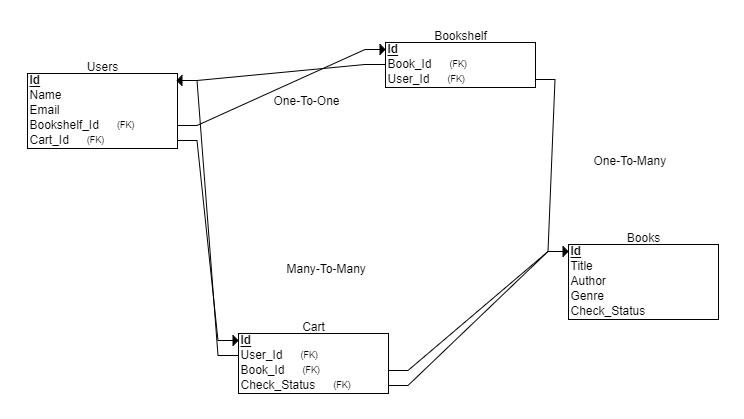 Bookshelf
Id
Book_Id (FK)
User_Id (FK)
Users
Id
Name
Email
Bookshelf_Id (FK)
Cart_Id (FK)
One-To-One
One-To-Many
Books
Id
Title
Author
Genre
Check_Status
Many-To-Many
Cart
Id
User_Id (FK)
Book_Id (FK)
Check_Status (FK)